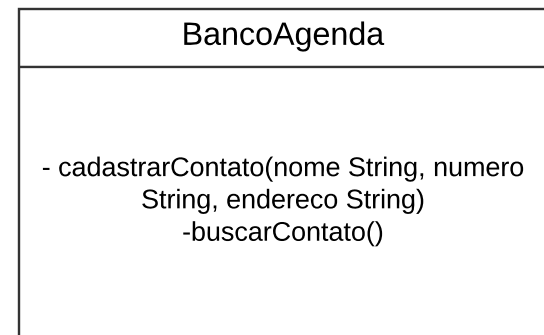 BancoAgenda
- cadastrarContato(nome String, numero
String, endereco String)
-buscarContato()